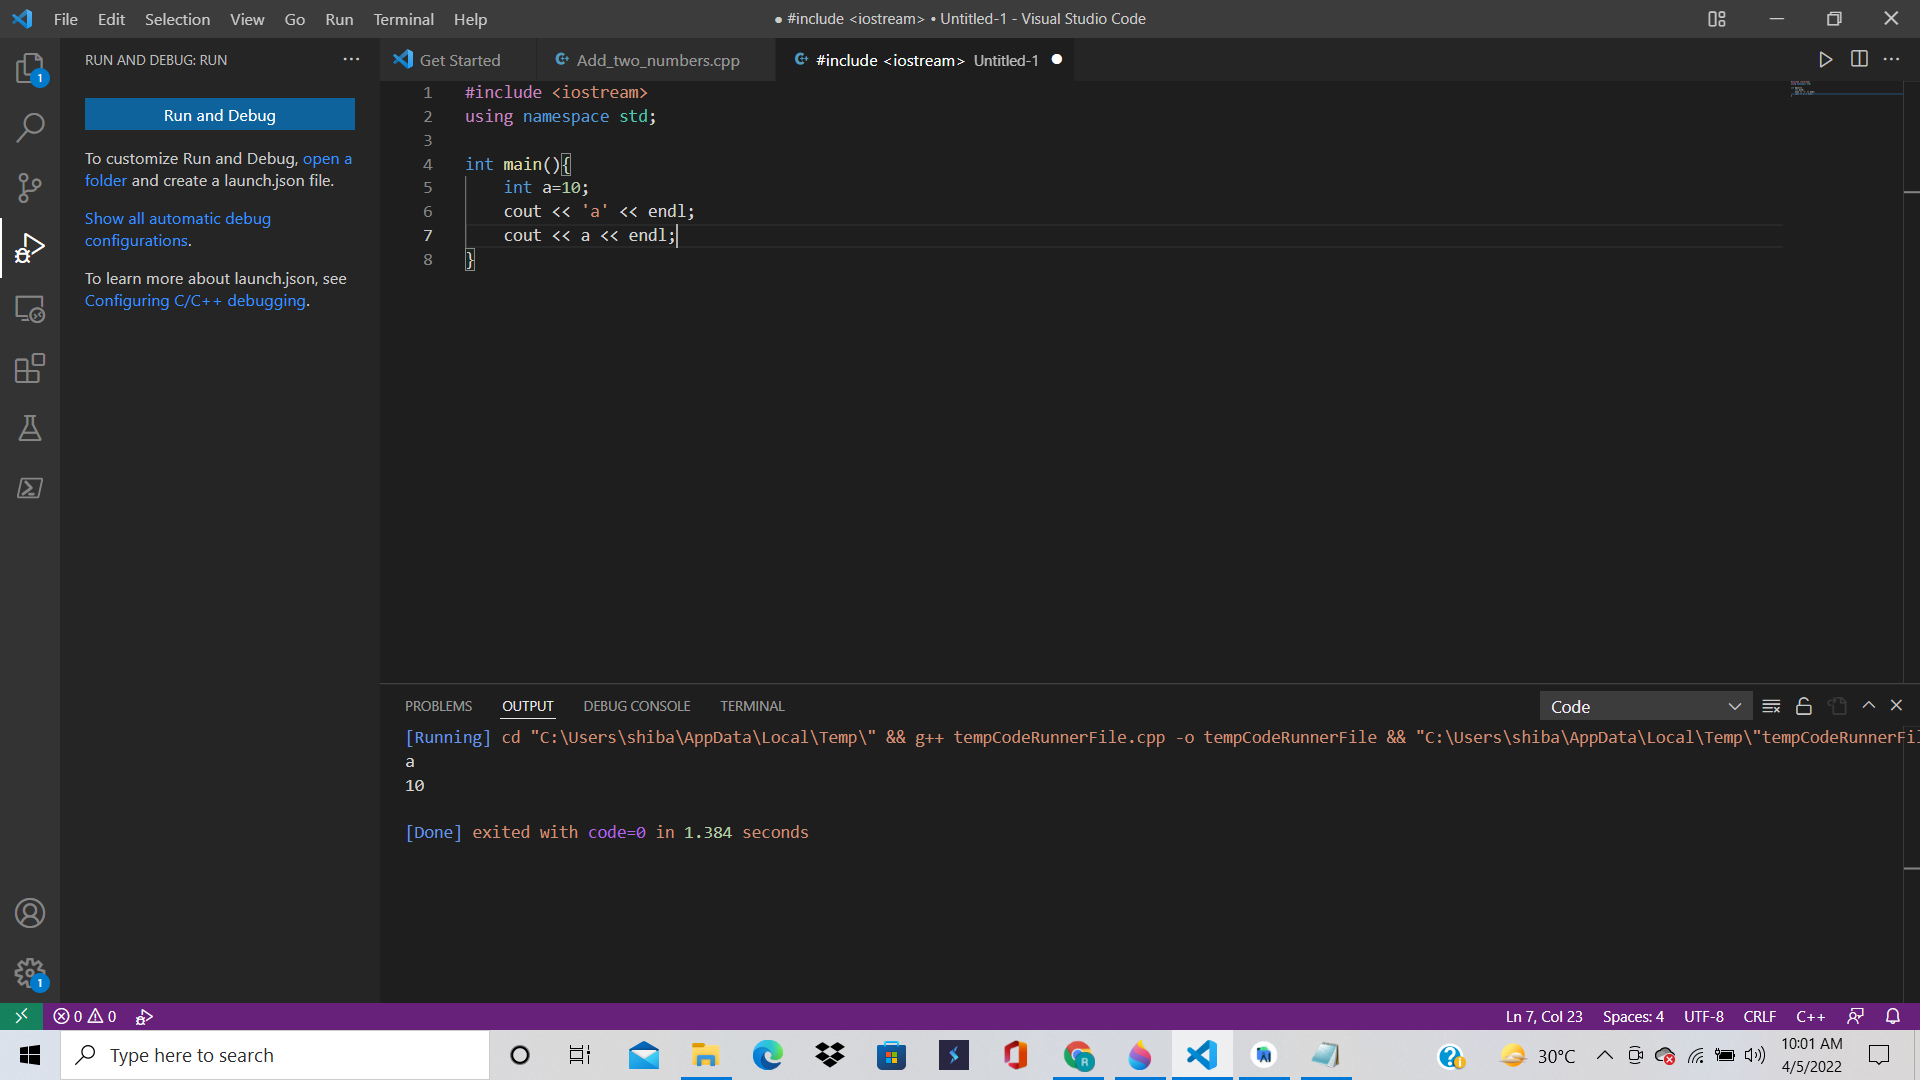 File Edit Selection View Go Run Terminal Help
● #include <iostream> • Untitled-1 - Visual Studio Code
RUN AND DEBUG: RUN
Get Started
Add_two_numbers.cpp
#include <iostream> Untitled-1
1
Run and Debug
To customize Run and Debug, open a
folder and create a launch.json file.
Show all automatic debug
configurations.
To learn more about launch.json, see
Configuring C/C++ debugging.
1 #include <iostream>
2 using namespace std;
3
4 int main(){
5     int a=10;
6     cout << 'a' << endl;
7     cout << a << endl;
8 }
PROBLEMS OUTPUT DEBUG CONSOLE TERMINAL
Code
[Running] cd "C:\Users\shiba\AppData\Local\Temp\" && g++ tempCodeRunnerFile.cpp -o tempCodeRunnerFile && "C:\Users\shiba\AppData\Local\Temp\"tempCodeRunnerFil
a
10
[Done] exited with code=0 in 1.384 seconds
1
0 0
Ln 7, Col 23 Spaces: 4 UTF-8 CRLF C++
Type here to search
30°C
10:01 AM
4/5/2022